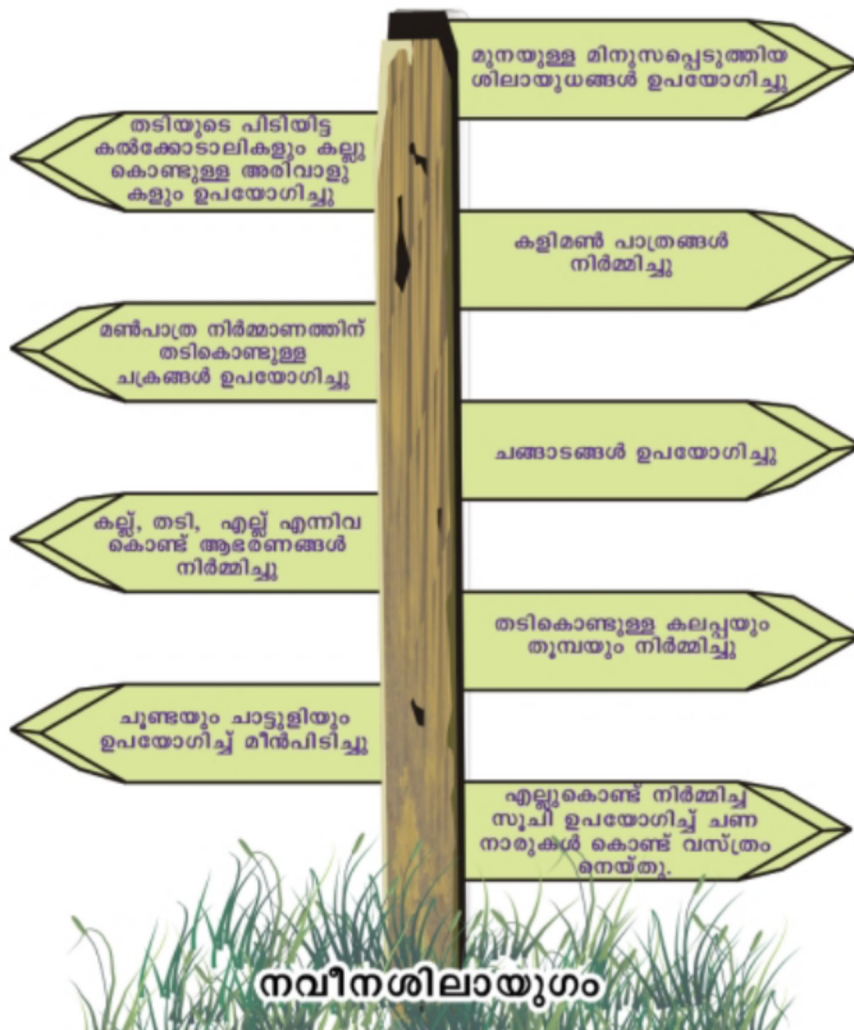 മുനയുള്ള മിനുസപ്പെടുത്തിയ
ശിലായുധങ്ങൾ ഉപയോഗിച്ചു
തടിയുടെ പിടിയിട്ട
കൽക്കോടാലികളും കല്ലു
കൊണ്ടുള്ള അരിവാളു
കളും ഉപയോഗിച്ചു
കളിമൺ പാത്രങ്ങൾ
നിർമ്മിച്ചു
മൺപാത്ര നിർമ്മാണത്തിന്
തടികൊണ്ടുള്ള
ചക്രങ്ങൾ ഉപയോഗിച്ചു
ചങ്ങാടങ്ങൾ ഉപയോഗിച്ചു
കല്ല്, തടി, എല്ല് എന്നിവ
കൊണ്ട് ആഭരണങ്ങൾ
നിർമ്മിച്ചു
തടികൊണ്ടുള്ള കലപ്പയും
തൂമ്പയും നിർമ്മിച്ചു
ചൂണ്ടയും ചാട്ടുളിയും
ഉപയോഗിച്ച് മീൻപിടിച്ചു
എല്ലുകൊണ്ട് നിർമ്മിച്ച
സൂചി ഉപയോഗിച്ച് ചണ
നാരുകൾ കൊണ്ട് വസ്ത്രം
നെയ്തു.
നവീനശിലായുഗം